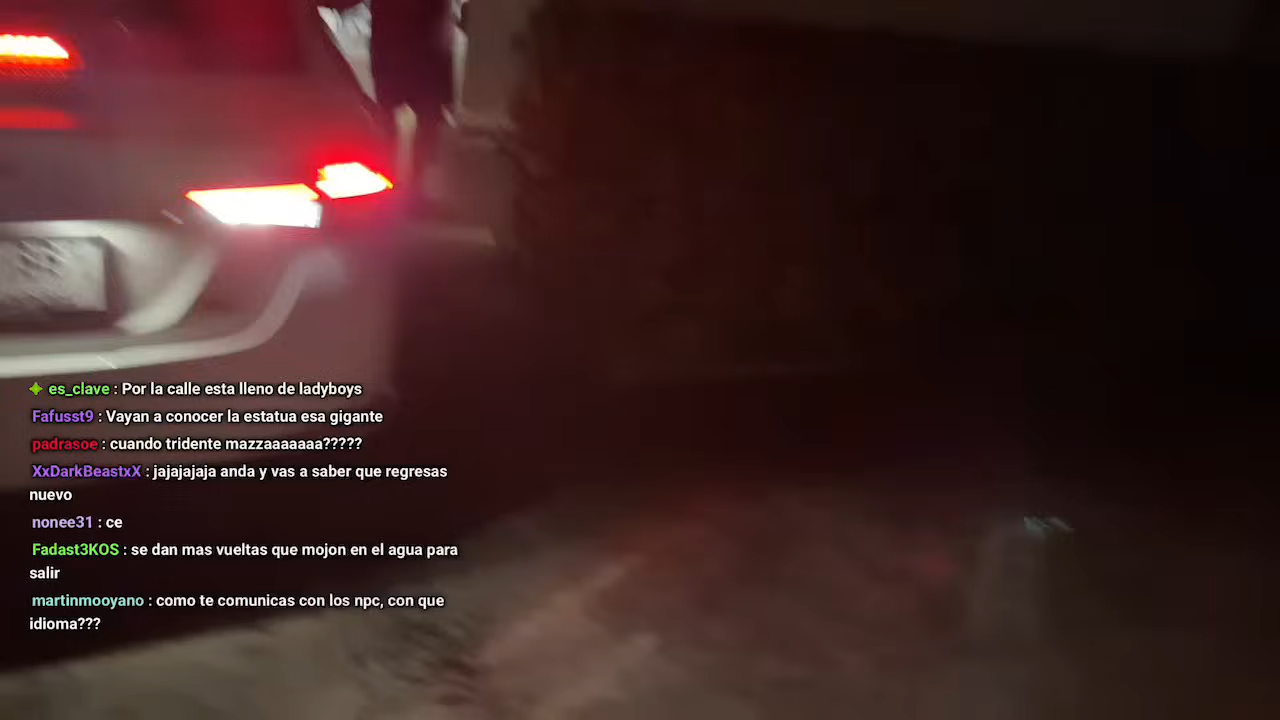 es_clave : Por la calle esta lleno de ladyboys
Fafusst9 : Vayan a conocer la estatua esa gigante
padrasoe : cuando tridente mazzaaaaaaa?????
XxDarkBeastxX : jajajajaja anda y vas a saber que regresas
nuevo
nonee31 : ce
Fadast3KOS : se dan mas vueltas que mojon en el agua para
salir
martinmooyano : como te comunicas con los npc, con que
idioma???